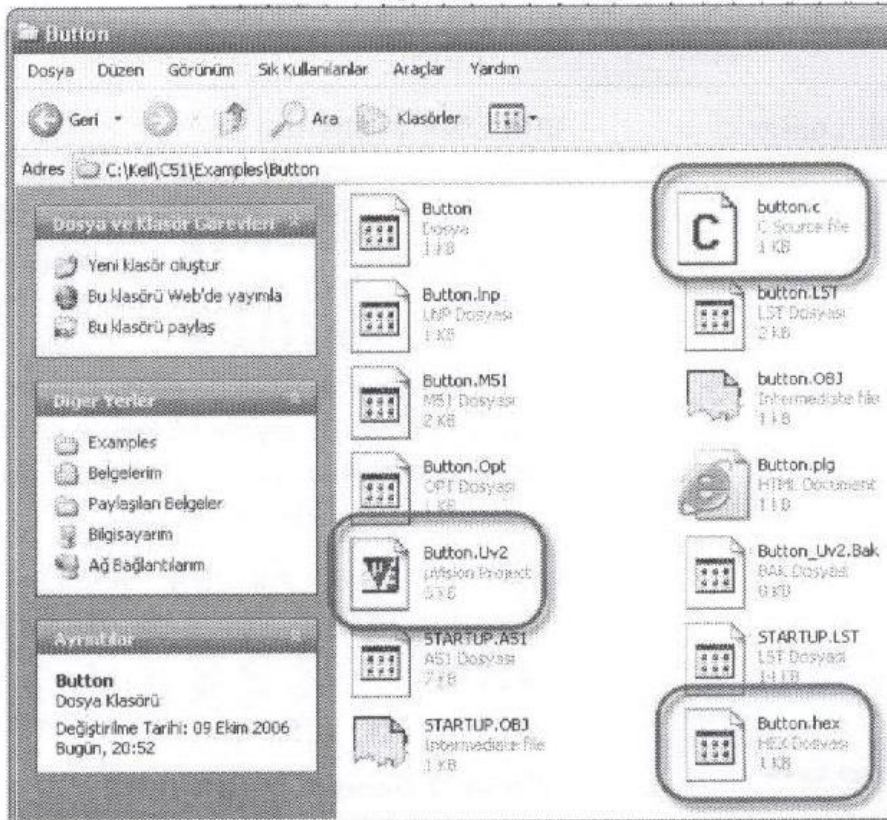 Button
Dosya Düzen Görünüm Sık Kullanılanlar Araçlar Yardım
Geri Ara Klasörler
Adres C:\Keil\C51\Examples\Button
Dosya ve Klasör Görevleri
Yeni klasör oluştur
Bu klasörü Web'de yayımla
Bu klasörü paylaş
Diğer Yerler
Examples
Belgelerim
Paylaşılan Belgeler
Bilgisayarım
Ağ Bağlantılarım
Ayrıntılar
Button
Dosya Klasörü
Değiştirilme Tarihi: 09 Ekim 2006
Bugün, 20:52
Button
Dosya
1 KB
button.c
C Source file
1 KB
Button.lnp
LNP Dosyası
1 KB
button.LST
LST Dosyası
2 KB
Button.M51
M51 Dosyası
2 KB
button.OBJ
Intermediate file
1 KB
Button.Opt
OPT Dosyası
1 KB
Button.plg
HTML Document
1 KB
Button.Uv2
µVision Project
Button_Uv2.Bak
BAK Dosyası
STARTUP.A51
A51 Dosyası
7 KB
STARTUP.LST
LST Dosyası
STARTUP.OBJ
Intermediate file
1 KB
Button.hex
HEX Dosyası
1 KB